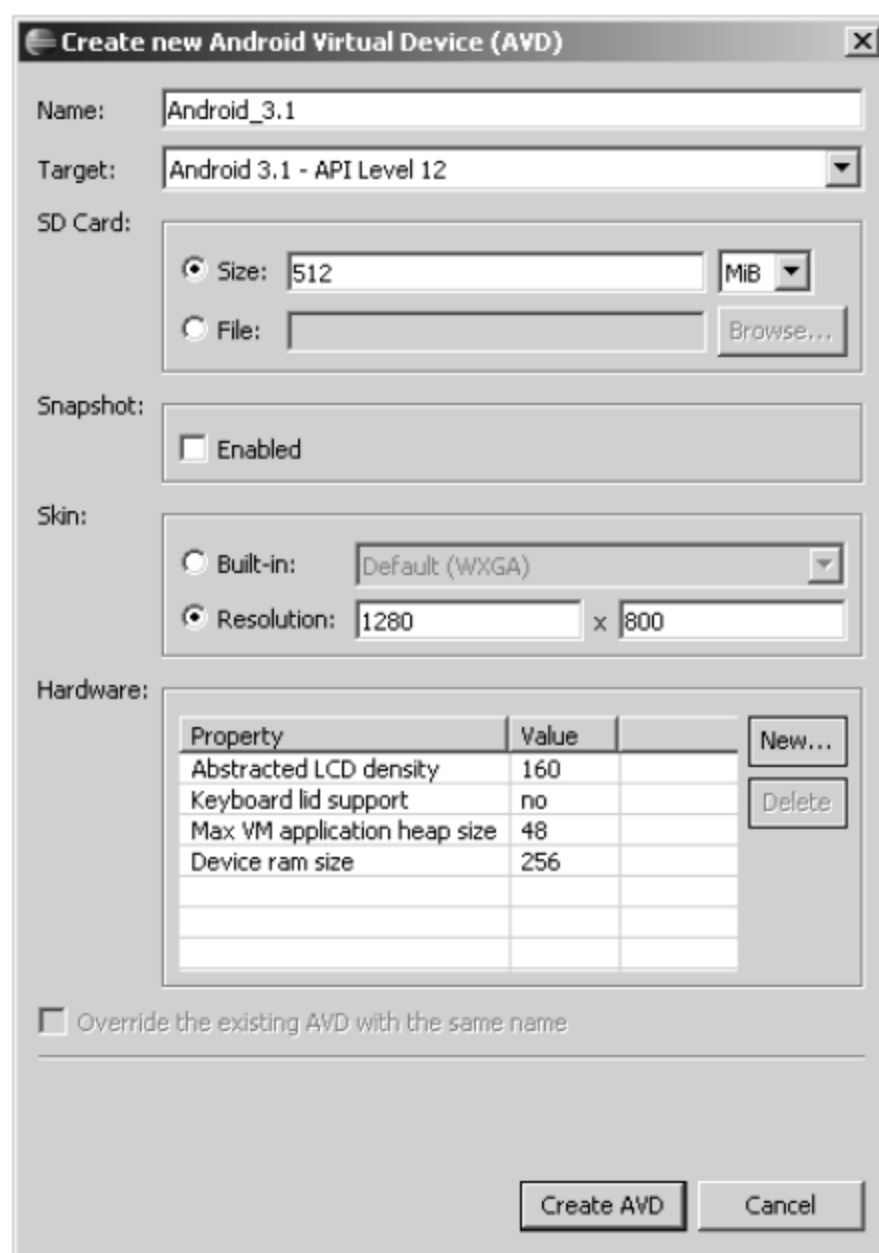 Create new Android Virtual Device (AVD)
Name: Android_3.1
Target: Android 3.1 - API Level 12
SD Card:
Size: 512 MiB
File: Browse...
Snapshot:
Enabled
Skin:
Built-in: Default (WXGA)
Resolution: 1280 x 800
Hardware:
Property Value New...
Abstracted LCD density 160
Keyboard lid support no Delete
Max VM application heap size 48
Device ram size 256
Override the existing AVD with the same name
Create AVD Cancel